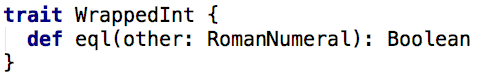 trait WrappedInt {
  def eql(other: RomanNumeral): Boolean
}